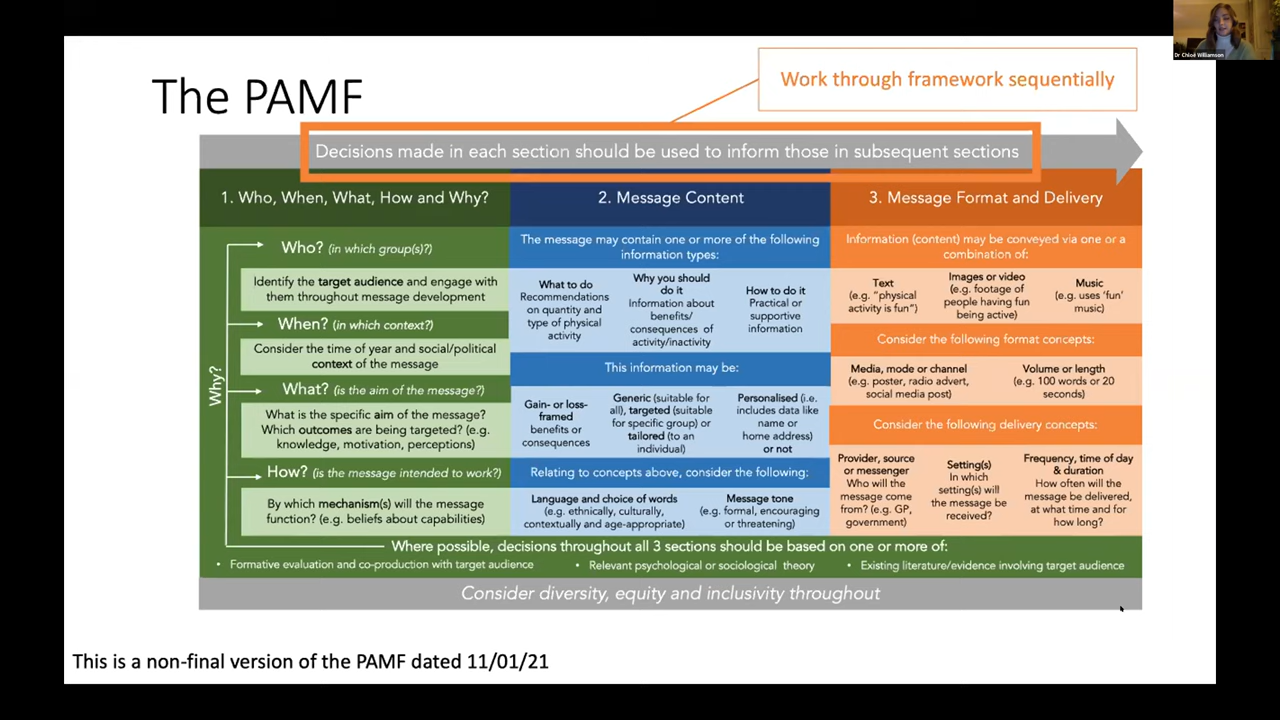 Dr Chloë Williamson
The PAMF
Work through framework sequentially
Decisions made in each section should be used to inform those in subsequent sections
1. Who, When, What, How and Why?
Why?
Who? (in which group(s)?)
Identify the target audience and engage with
them throughout message development
When? (in which context?)
Consider the time of year and social/political
context of the message
What? (is the aim of the message?)
What is the specific aim of the message?
Which outcomes are being targeted? (e.g.
knowledge, motivation, perceptions)
How? (is the message intended to work?)
By which mechanism(s) will the message
function? (e.g. beliefs about capabilities)
2. Message Content
The message may contain one or more of the following
information types:
What to do
Recommendations
on quantity and
type of physical
activity
Why you should
do it
Information about
benefits/
consequences of
activity/inactivity
How to do it
Practical or
supportive
information
This information may be:
Gain- or loss-
framed
benefits or
consequences
Generic (suitable for
all), targeted (suitable
for specific group) or
tailored (to an
individual)
Personalised (i.e.
includes data like
name or
home address)
or not
Relating to concepts above, consider the following:
Language and choice of words
(e.g. ethnically, culturally,
contextually and age-appropriate)
Message tone
(e.g. formal, encouraging
or threatening)
3. Message Format and Delivery
Information (content) may be conveyed via one or a
combination of:
Text
(e.g. “physical
activity is fun”)
Images or video
(e.g. footage of
people having fun
being active)
Music
(e.g. uses ‘fun’
music)
Consider the following format concepts:
Media, mode or channel
(e.g. poster, radio advert,
social media post)
Volume or length
(e.g. 100 words or 20
seconds)
Consider the following delivery concepts:
Provider, source
or messenger
Who will the
message come
from? (e.g. GP,
government)
Setting(s)
In which
setting(s) will
the message be
received?
Frequency, time of day
& duration
How often will the
message be delivered,
at what time and for
how long?
Where possible, decisions throughout all 3 sections should be based on one or more of:
• Formative evaluation and co-production with target audience
• Relevant psychological or sociological theory
• Existing literature/evidence involving target audience
Consider diversity, equity and inclusivity throughout
This is a non-final version of the PAMF dated 11/01/21